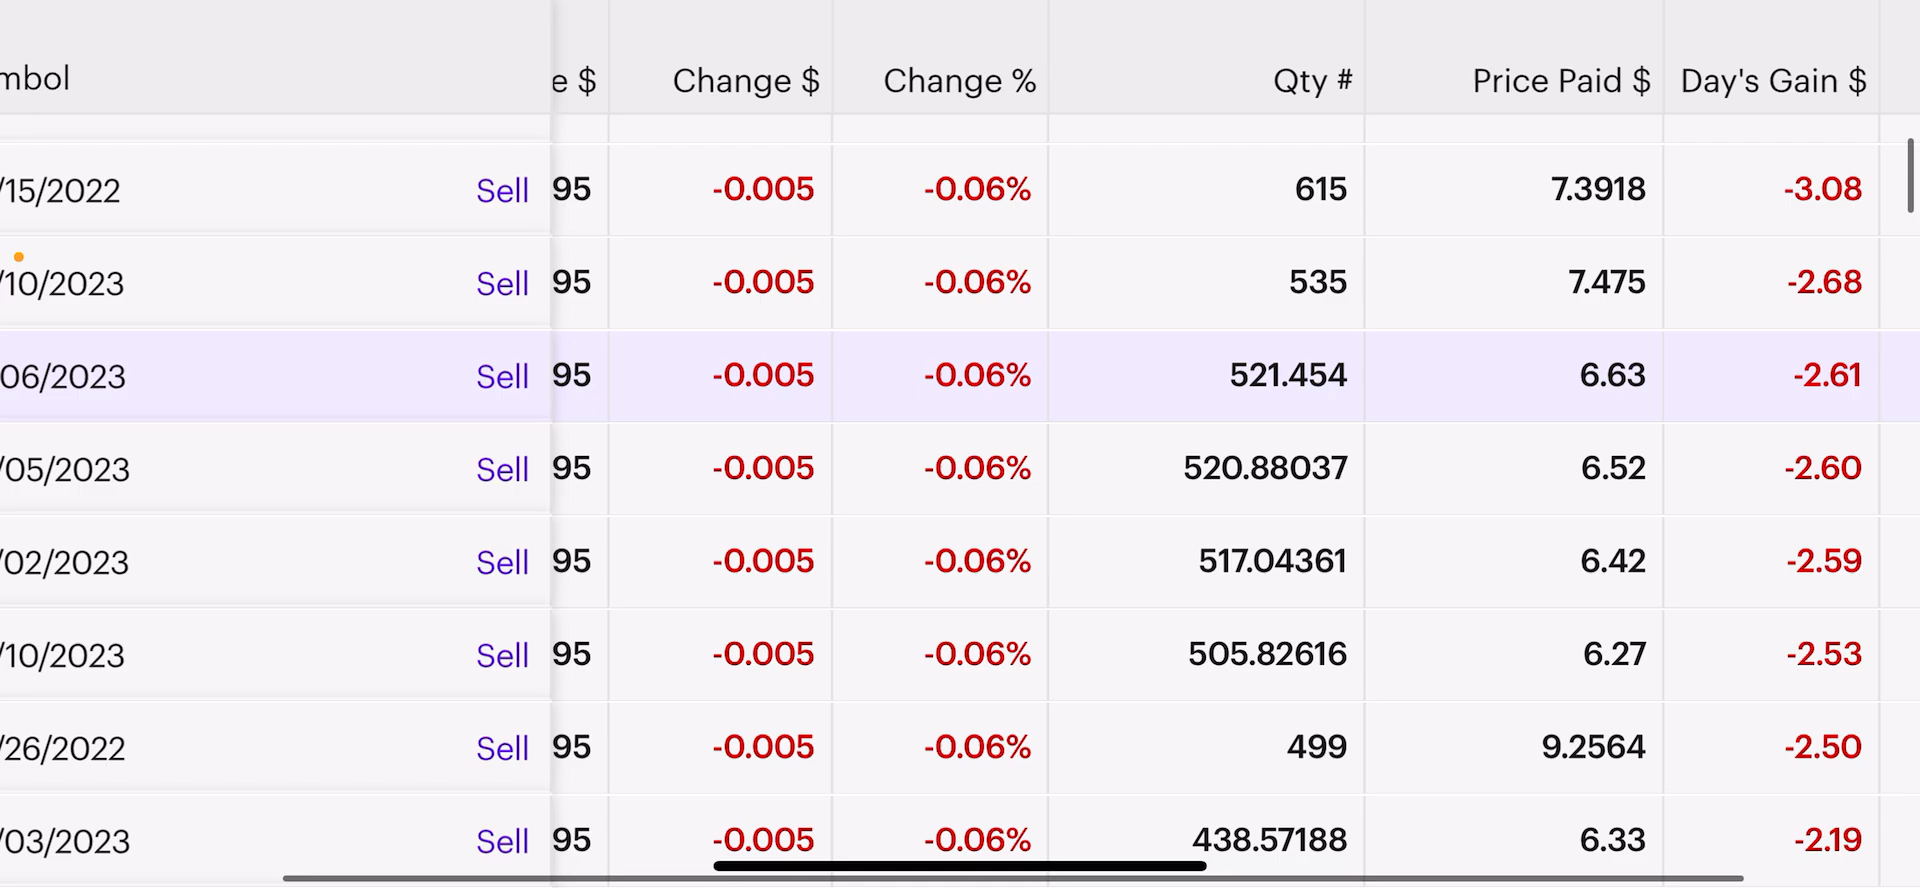 mbol e $ Change $ Change % Qty # Price Paid $ Day's Gain $
/15/2022 Sell 95 -0.005 -0.06% 615 7.3918 -3.08
/10/2023 Sell 95 -0.005 -0.06% 535 7.475 -2.68
06/2023 Sell 95 -0.005 -0.06% 521.454 6.63 -2.61
/05/2023 Sell 95 -0.005 -0.06% 520.88037 6.52 -2.60
/02/2023 Sell 95 -0.005 -0.06% 517.04361 6.42 -2.59
/10/2023 Sell 95 -0.005 -0.06% 505.82616 6.27 -2.53
/26/2022 Sell 95 -0.005 -0.06% 499 9.2564 -2.50
/03/2023 Sell 95 -0.005 -0.06% 438.57188 6.33 -2.19